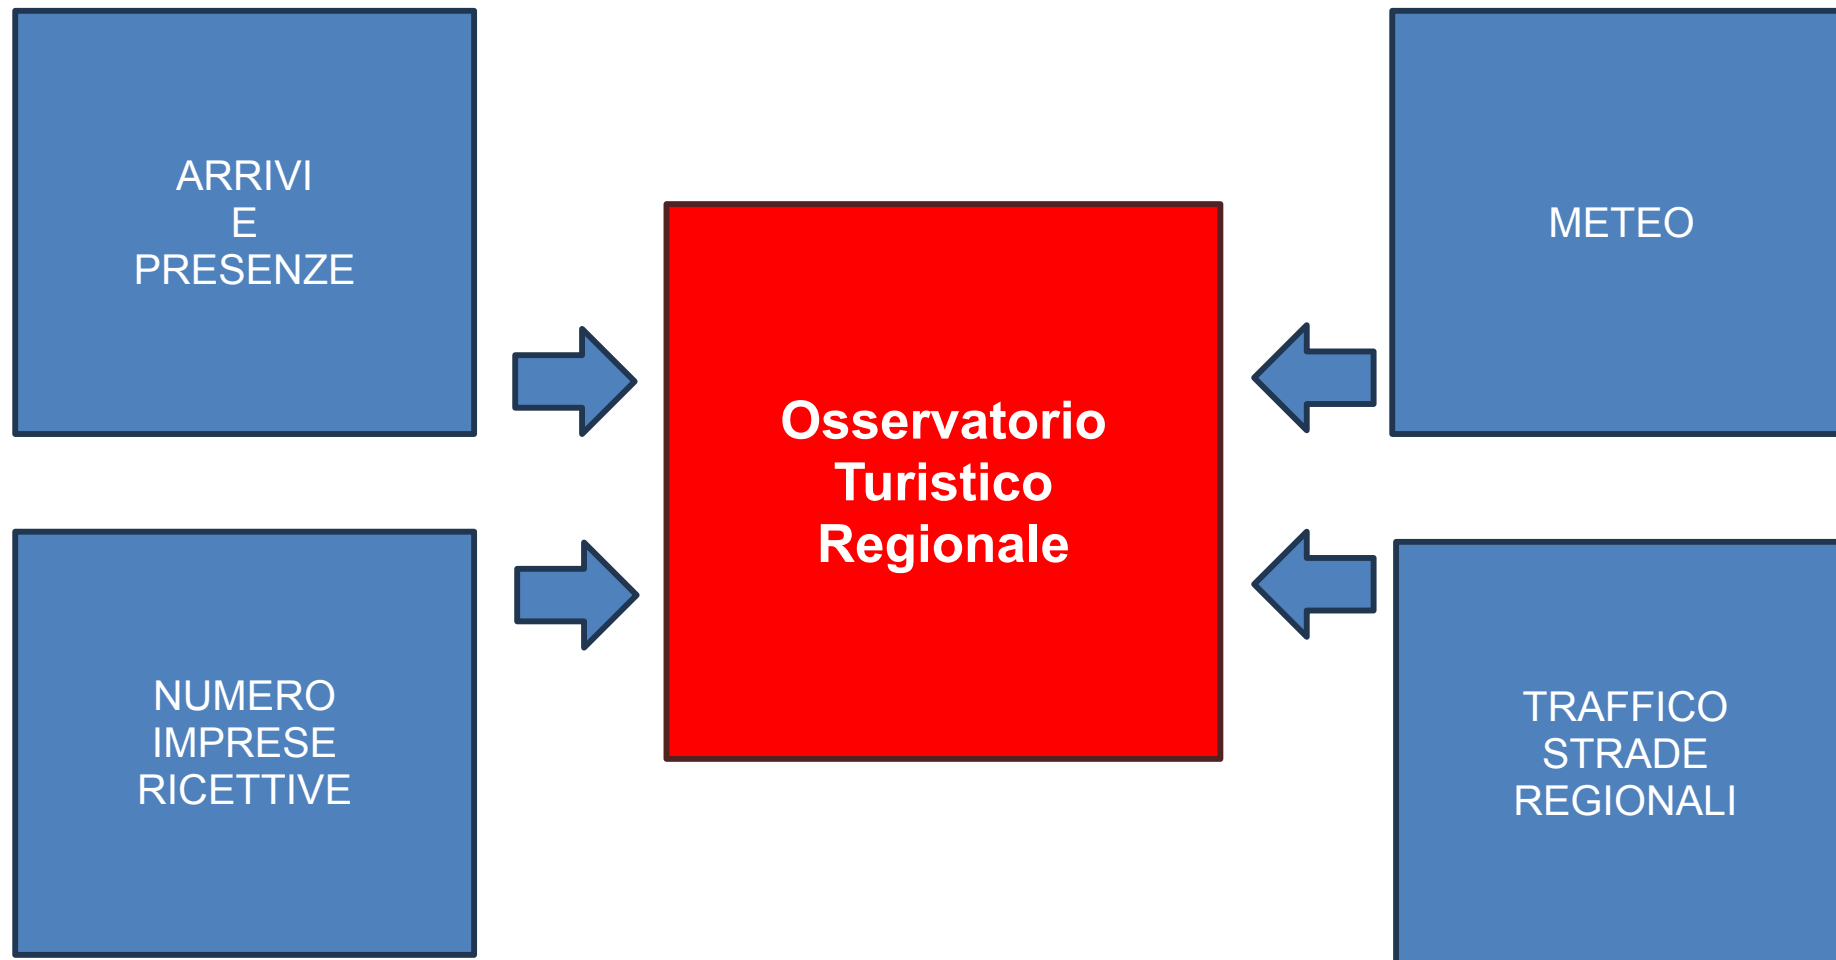 ARRIVI
E
PRESENZE
METEO
Osservatorio
Turistico
Regionale
NUMERO
IMPRESE
RICETTIVE
TRAFFICO
STRADE
REGIONALI